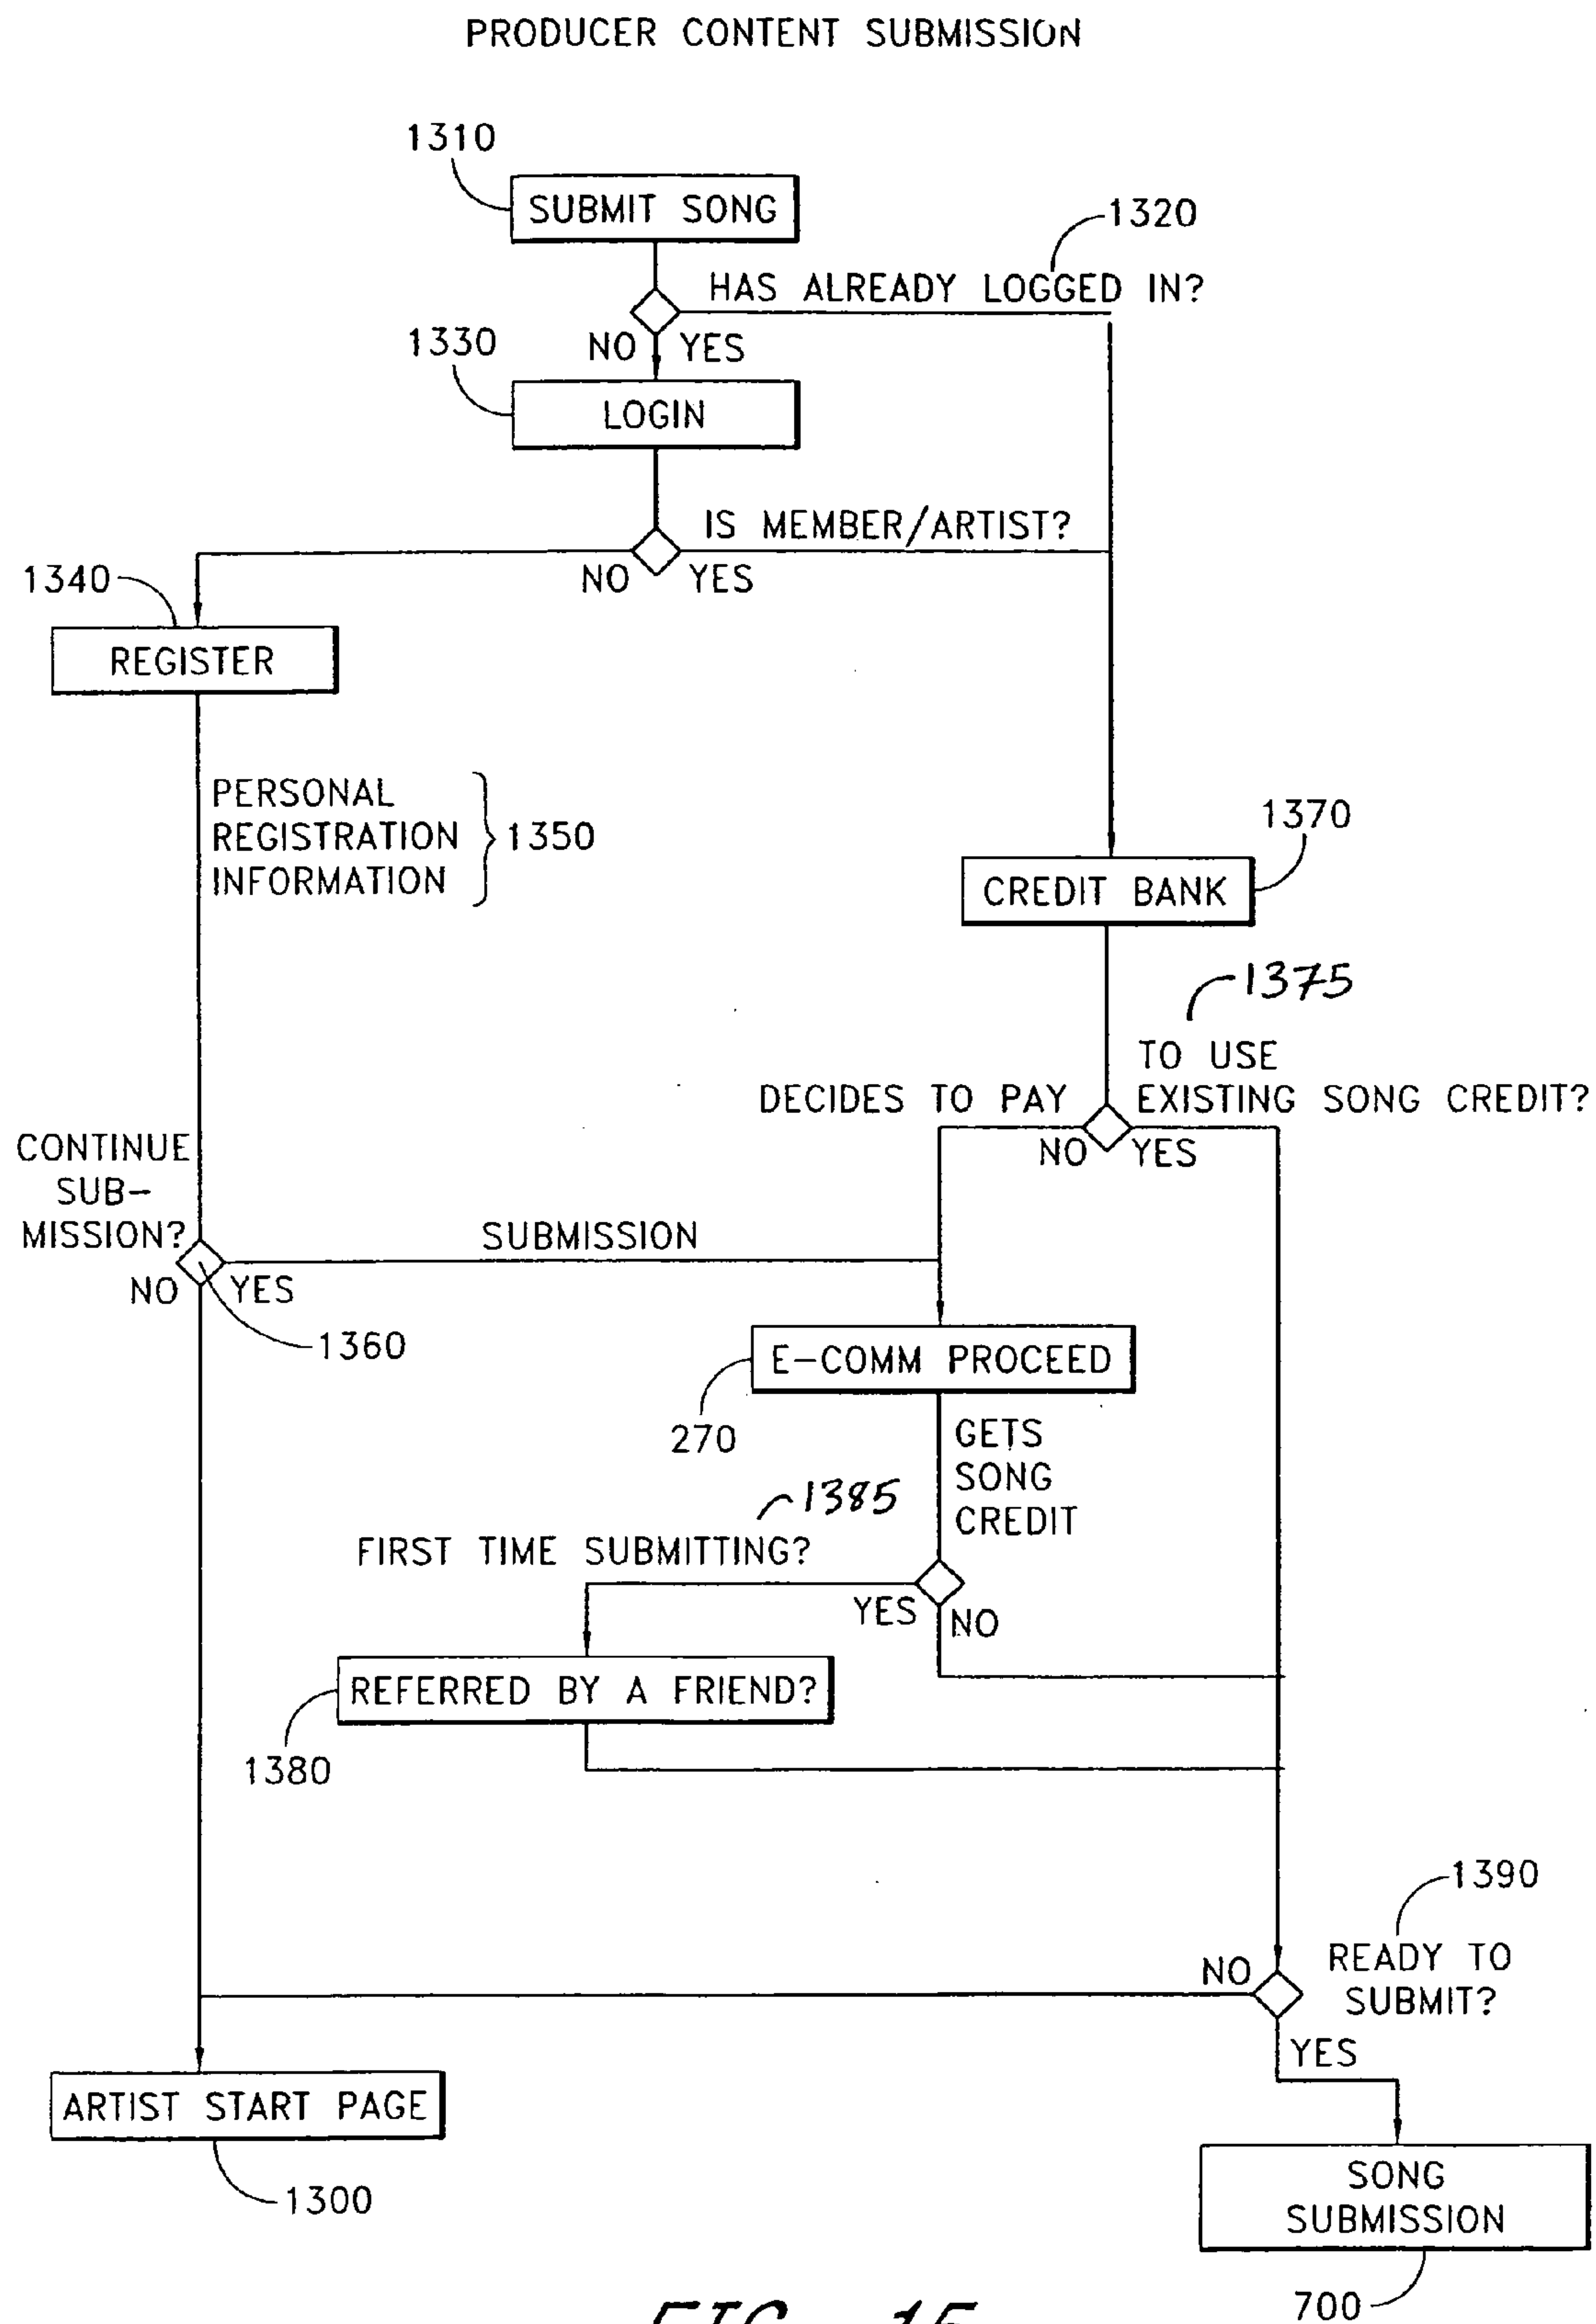 PRODUCER CONTENT SUBMISSION
1310
SUBMIT SONG
1320
HAS ALREADY LOGGED IN?
1330
NO YES
LOGIN
IS MEMBER/ARTIST?
NO YES
1340
REGISTER
PERSONAL
REGISTRATION
INFORMATION
1350
1370
CREDIT BANK
1375
TO USE
DECIDES TO PAY
EXISTING SONG CREDIT?
NO YES
CONTINUE
SUB-
MISSION?
SUBMISSION
NO YES
1360
E-COMM PROCEED
270
GETS
SONG
CREDIT
1385
FIRST TIME SUBMITTING?
YES NO
REFERRED BY A FRIEND?
1380
1390
NO
READY TO
SUBMIT?
YES
ARTIST START PAGE
1300
SONG
SUBMISSION
700
FIG. 15